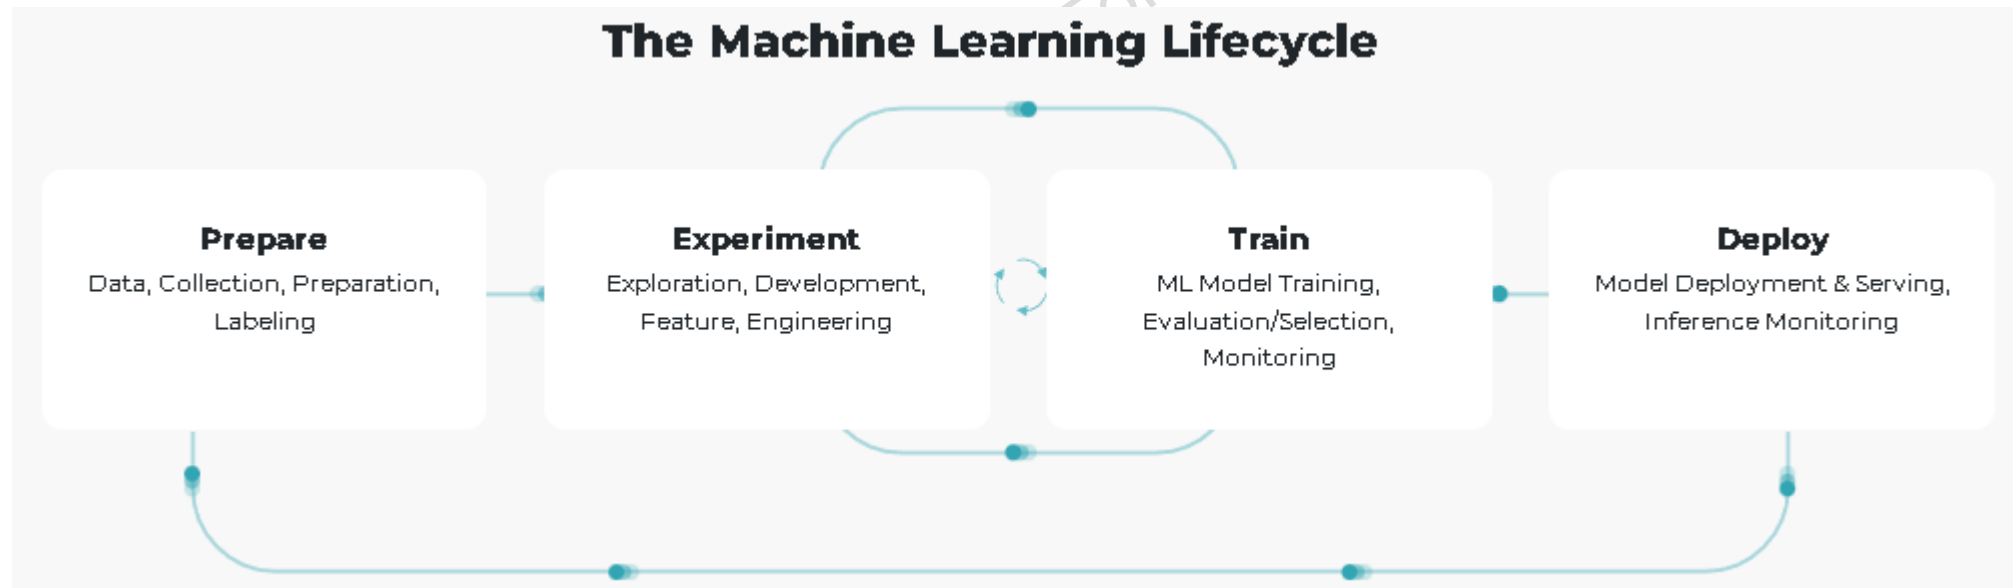 The Machine Learning Lifecycle
Prepare
Data, Collection, Preparation,
Labeling
Experiment
Exploration, Development,
Feature, Engineering
Train
ML Model Training,
Evaluation/Selection,
Monitoring
Deploy
Model Deployment & Serving,
Inference Monitoring